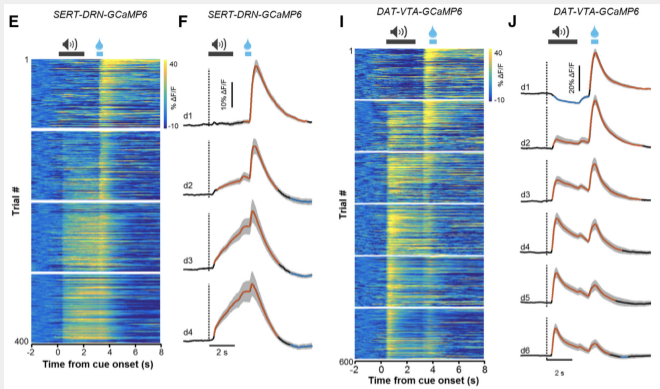 E
SERT-DRN-GCaMP6
1
40
% ΔF/F
-10
Trial #
400
-2 0 2 4 6 8
Time from cue onset (s)
F
SERT-DRN-GCaMP6
10% ΔF/F
d1
d2
d3
d4
2 s
I
DAT-VTA-GCaMP6
1
40
% ΔF/F
-10
Trial #
600
-2 0 2 4 6 8
Time from cue onset (s)
J
DAT-VTA-GCaMP6
20% ΔF/F
d1
d2
d3
d4
d5
d6
2 s